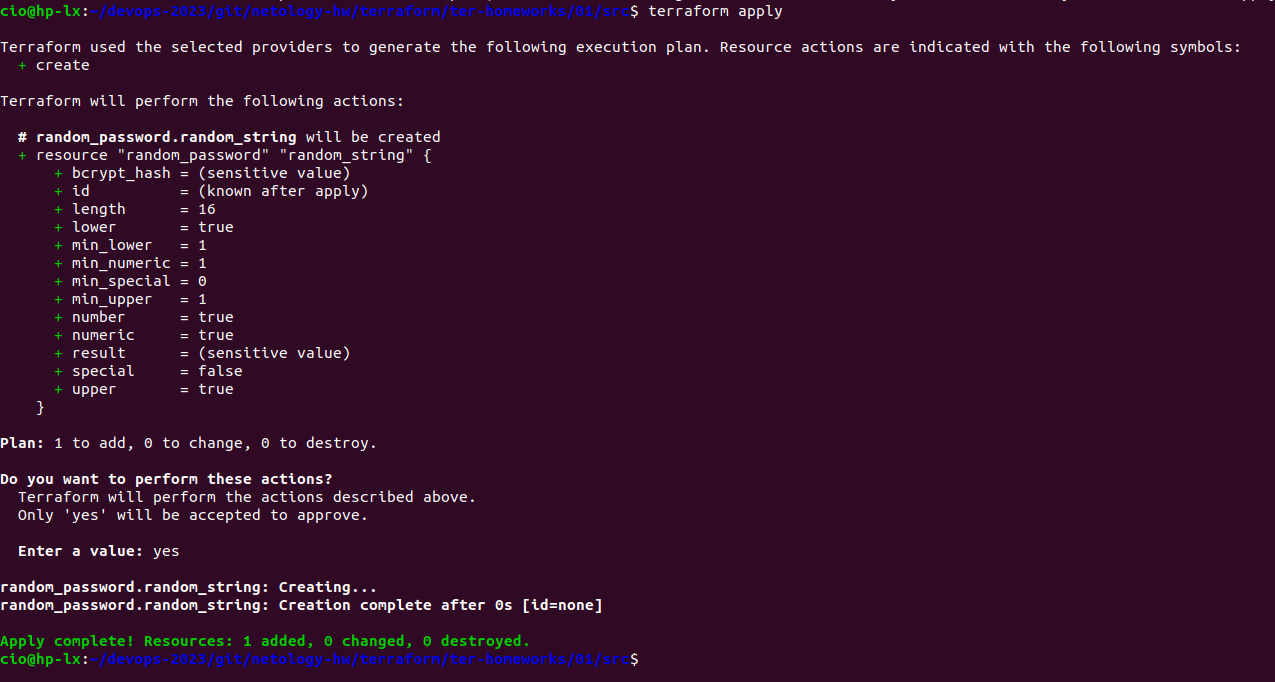 cio@hp-lx:~/devops-2023/git/netology-hw/terraform/ter-homeworks/01/src$ terraform apply
Terraform used the selected providers to generate the following execution plan. Resource actions are indicated with the following symbols:
  + create
Terraform will perform the following actions:
  # random_password.random_string will be created
  + resource "random_password" "random_string" {
      + bcrypt_hash = (sensitive value)
      + id          = (known after apply)
      + length      = 16
      + lower       = true
      + min_lower   = 1
      + min_numeric = 1
      + min_special = 0
      + min_upper   = 1
      + number      = true
      + numeric     = true
      + result      = (sensitive value)
      + special     = false
      + upper       = true
    }
Plan: 1 to add, 0 to change, 0 to destroy.
Do you want to perform these actions?
  Terraform will perform the actions described above.
  Only 'yes' will be accepted to approve.
  Enter a value: yes
random_password.random_string: Creating...
random_password.random_string: Creation complete after 0s [id=none]
Apply complete! Resources: 1 added, 0 changed, 0 destroyed.
cio@hp-lx:~/devops-2023/git/netology-hw/terraform/ter-homeworks/01/src$